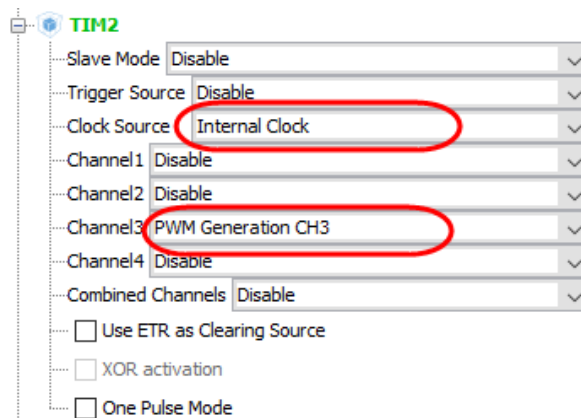 TIM2
Slave Mode Disable
Trigger Source Disable
Clock Source Internal Clock
Channel1 Disable
Channel2 Disable
Channel3 PWM Generation CH3
Channel4 Disable
Combined Channels Disable
Use ETR as Clearing Source
XOR activation
One Pulse Mode